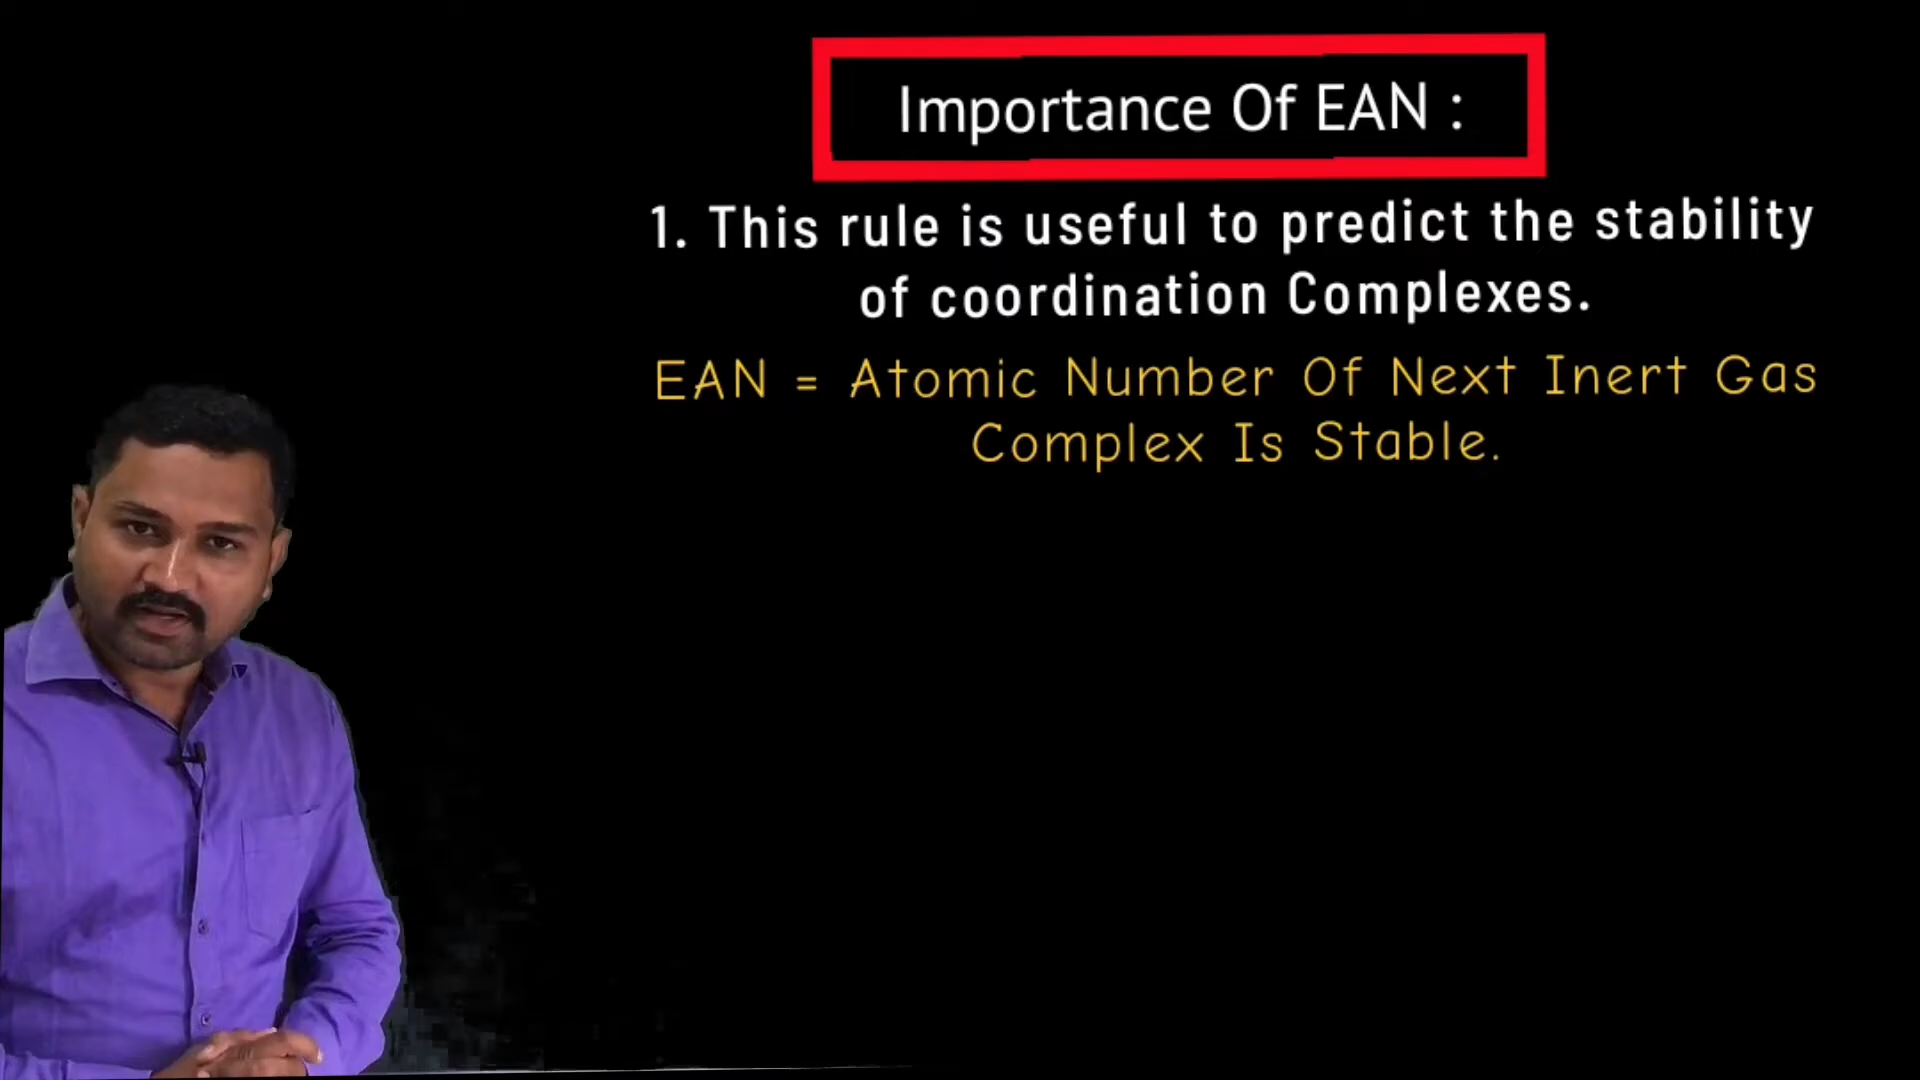 Importance Of EAN :
1. This rule is useful to predict the stability
of coordination Complexes.
EAN = Atomic Number Of Next Inert Gas
Complex Is Stable.